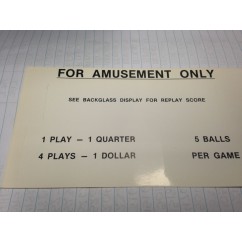 FOR AMUSEMENT ONLY
SEE BACKGLASS DISPLAY FOR REPLAY SCORE
1 PLAY – 1 QUARTER 5 BALLS
4 PLAYS – 1 DOLLAR PER GAME